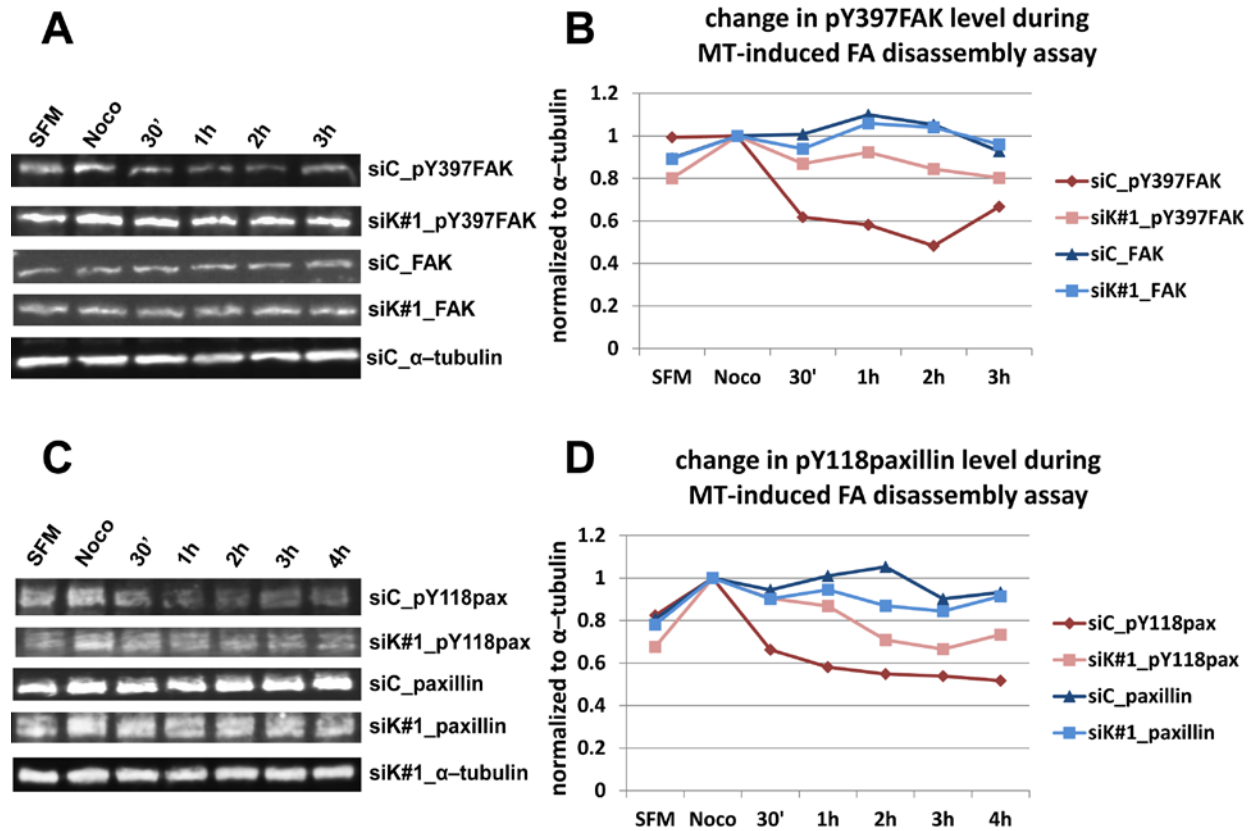 A
SFM Noco 30' 1h 2h 3h
siC_pY397FAK
siK#1_pY397FAK
siC_FAK
siK#1_FAK
siC_α–tubulin
B
change in pY397FAK level during
MT-induced FA disassembly assay
normalized to α–tubulin
1.2
1
0.8
0.6
0.4
0.2
0
SFM Noco 30' 1h 2h 3h
siC_pY397FAK
siK#1_pY397FAK
siC_FAK
siK#1_FAK
C
SFM Noco 30' 1h 2h 3h 4h
siC_pY118pax
siK#1_pY118pax
siC_paxillin
siK#1_paxillin
siK#1_α–tubulin
D
change in pY118paxillin level during
MT-induced FA disassembly assay
normalized to α–tubulin
1.2
1
0.8
0.6
0.4
0.2
0
SFM Noco 30' 1h 2h 3h 4h
siC_pY118pax
siK#1_pY118pax
siC_paxillin
siK#1_paxillin